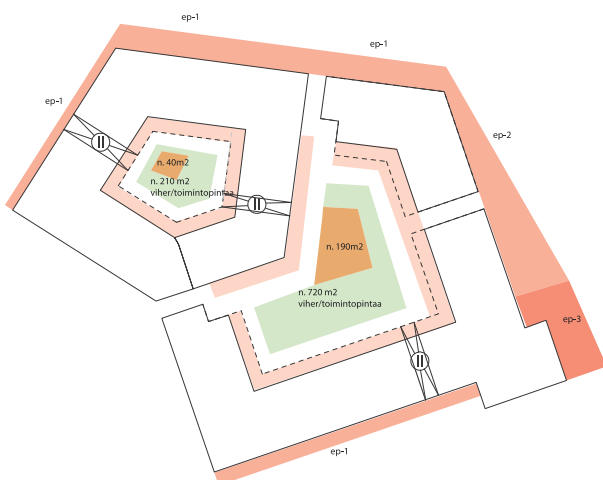 ep-1
ep-1
ep-1
ep-2
II
n. 40m2
n. 210 m2
viher/toimintopintaa
II
n. 190m2
n. 720 m2
viher/toimintopintaa
ep-3
II
ep-1